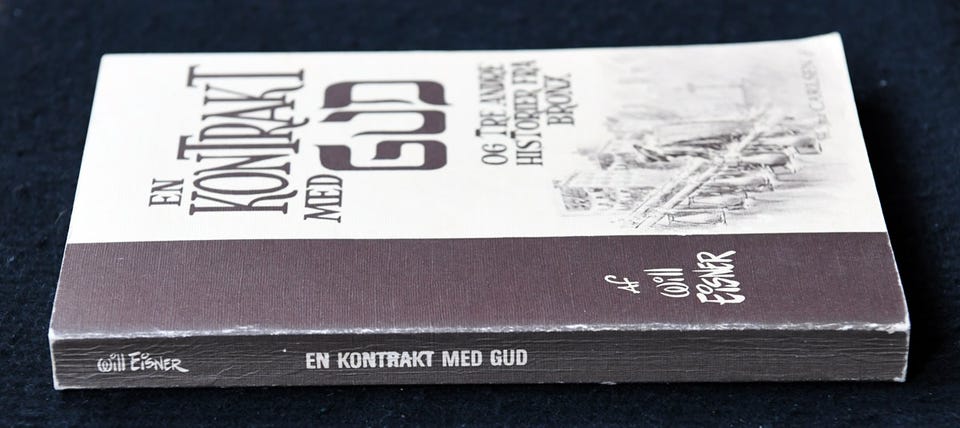 EN
KONTRAKT
MED
GUD
OG TRE ANDRE
HISTORIER FRA
BRONX
CARLSEN
AF
Will
EISNER
Will EISNER
EN KONTRAKT MED GUD